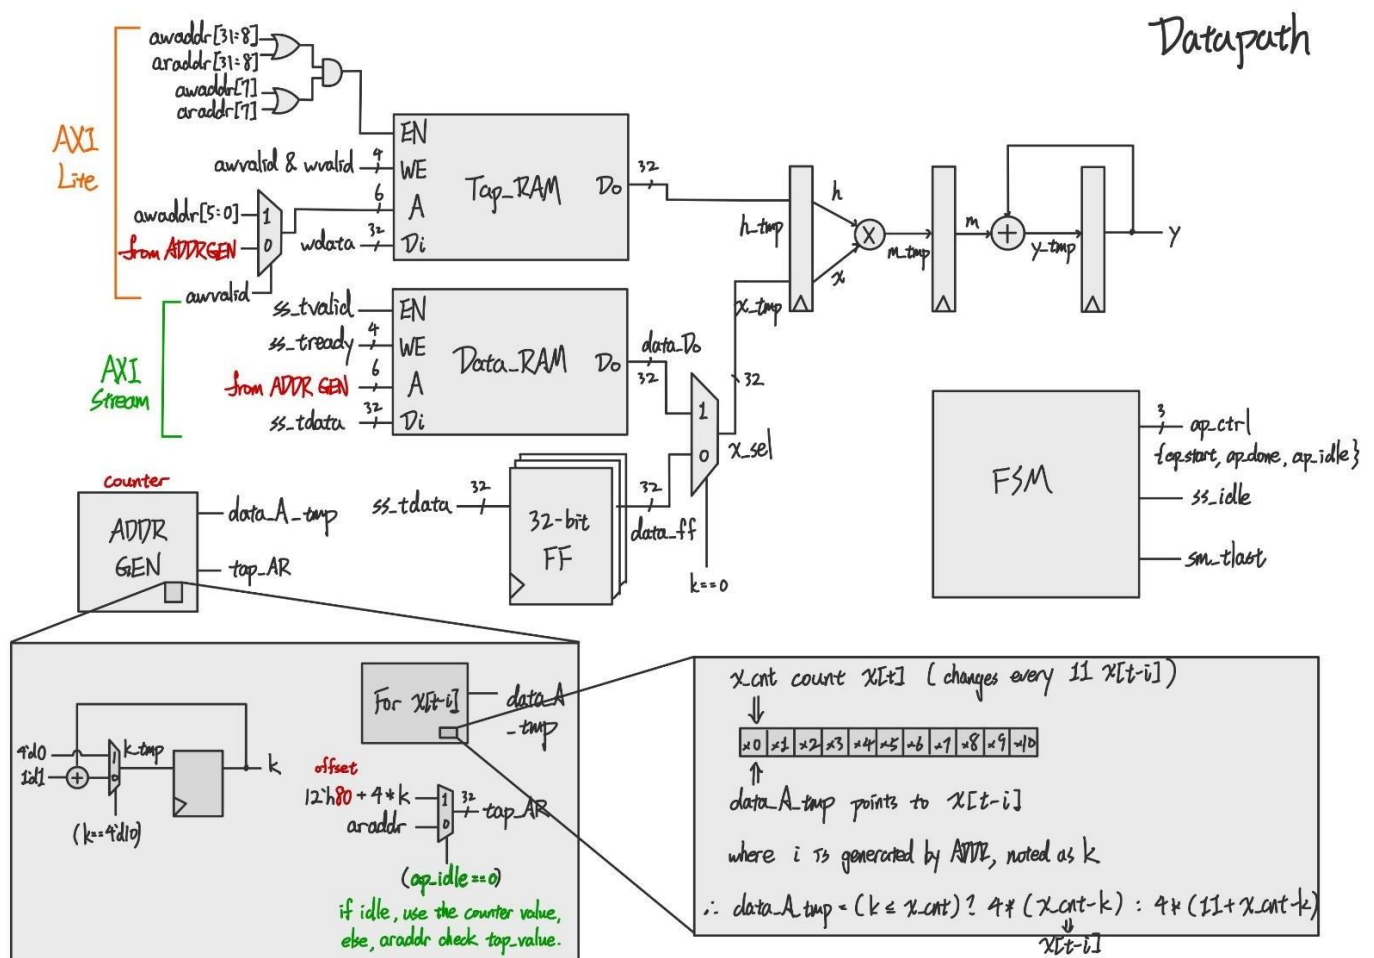 Datapath
awaddr[31:8]
araddr[31:8]
awaddr[7]
araddr[7]
AXI
Lite
awvalid & wvalid
4
awaddr[5:0]
from ADDRGEN
1
0
awvalid
6
wdata
32
EN
WE
A
Di
Tap_RAM
Do
32
AXI
Stream
ss_tvalid
ss_tready
4
from ADDR GEN
6
ss_tdata
32
EN
WE
A
Di
Data_RAM
Do
data_Do
32
1
0
x_sel
k==0
32
x_tmp
h_tmp
h
x
X
m_tmp
m
+
y_tmp
y
ss_tdata
32
32-bit
FF
32
data_ff
FSM
3
ap_ctrl
{ap_start, ap_done, ap_idle}
ss_idle
sm_tlast
counter
ADDR
GEN
data_A_tmp
tap_AR
4'd0
1'd1
+
1
0
k_tmp
k
(k==4'd10)
For x[t-i]
data_A
_tmp
offset
12'h80 + 4*k
araddr
1
0
32
tap_AR
(ap_idle==0)
if idle, use the counter value,
else, araddr check tap_value.
x_cnt count x[t] (changes every 11 x[t-i])
⇓
x0 x1 x2 x3 x4 x5 x6 x7 x8 x9 x10
⇑
data_A_tmp points to x[t-i]
where i is generated by ADDR, noted as k
∴ data_A_tmp = (k ≤ x_cnt) ? 4*(x_cnt-k) : 4*(11+x_cnt-k)
⇓
x[t-i]